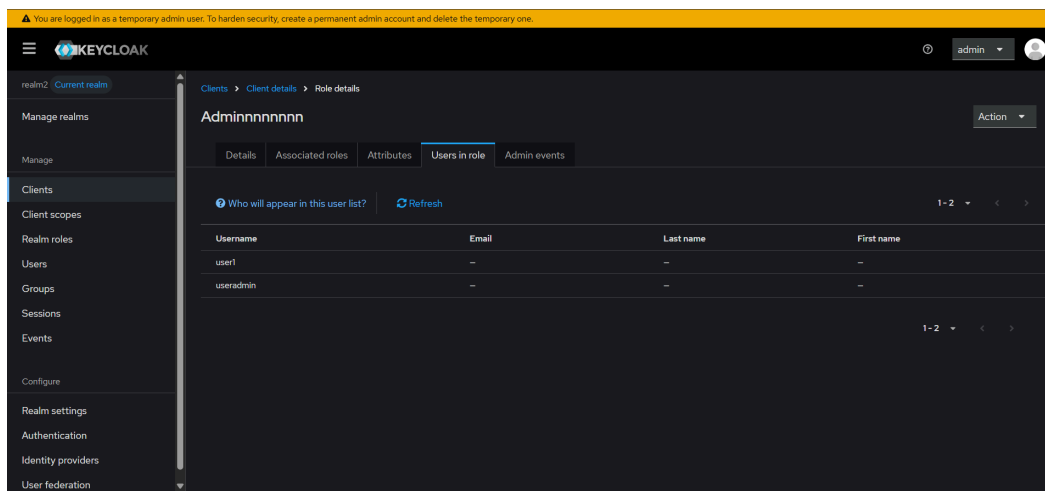 You are logged in as a temporary admin user. To harden security, create a permanent admin account and delete the temporary one.
KEYCLOAK
admin
realm2 Current realm
Manage realms
Manage
Clients
Client scopes
Realm roles
Users
Groups
Sessions
Events
Configure
Realm settings
Authentication
Identity providers
User federation
Clients > Client details > Role details
Adminnnnnnnn
Action
Details Associated roles Attributes Users in role Admin events
Who will appear in this user list? Refresh 1-2
Username Email Last name First name
user1 – – –
useradmin – – –
1-2